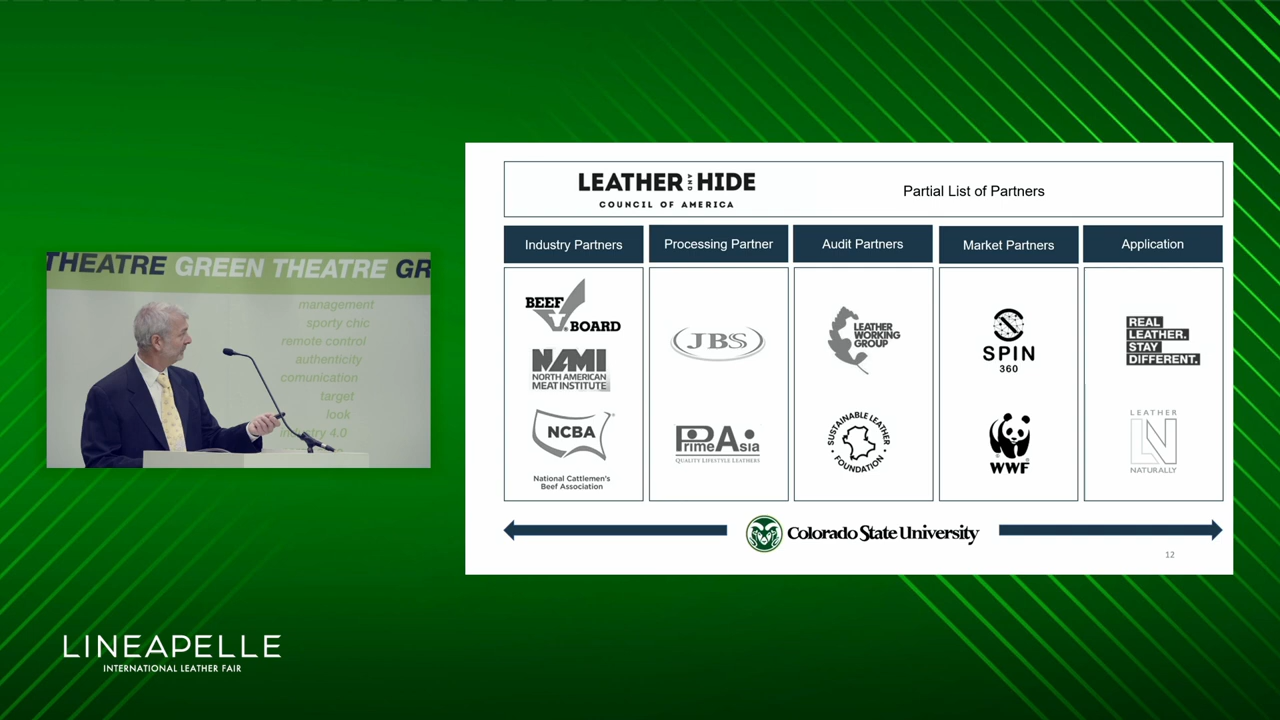 THEATRE GREEN THEATRE GR
management
sporty chic
remote control
authenticity
comunication
target
look
industry 4.0
LINEAPELLE
INTERNATIONAL LEATHER FAIR
LEATHER AND HIDE
COUNCIL OF AMERICA
Partial List of Partners
Industry Partners
Processing Partner
Audit Partners
Market Partners
Application
BEEF
BOARD
NAMI
NORTH AMERICAN
MEAT INSTITUTE
NCBA
National Cattlemen's
Beef Association
JBS
PrimeAsia
QUALITY LIFESTYLE LEATHERS
LEATHER
WORKING
GROUP
SUSTAINABLE LEATHER
FOUNDATION
SPIN
360
WWF
REAL
LEATHER.
STAY
DIFFERENT.
LEATHER
LN
NATURALLY
Colorado State University
12